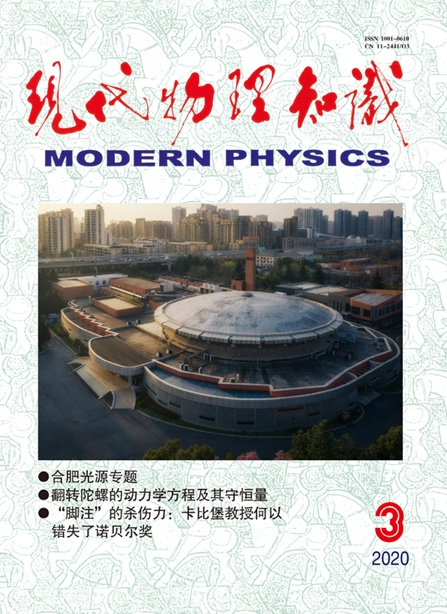 ISSN 1001-0610
CN 11-2441/O3
现代物理知识
MODERN PHYSICS
●合肥光源专题
●翻转陀螺的动力学方程及其守恒量
●“脚注”的杀伤力：卡比堡教授何以
错失了诺贝尔奖
3
2020